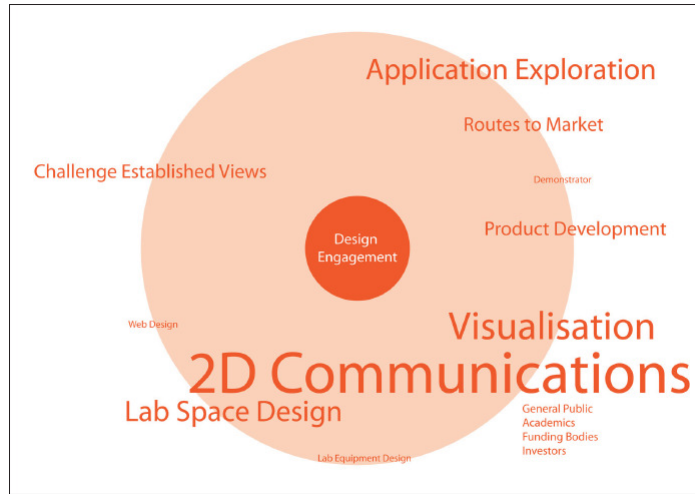 Application Exploration
Routes to Market
Challenge Established Views
Demonstrator
Product Development
Design
Engagement
Web Design
Visualisation
2D Communications
Lab Space Design
General Public
Academics
Funding Bodies
Investors
Lab Equipment Design